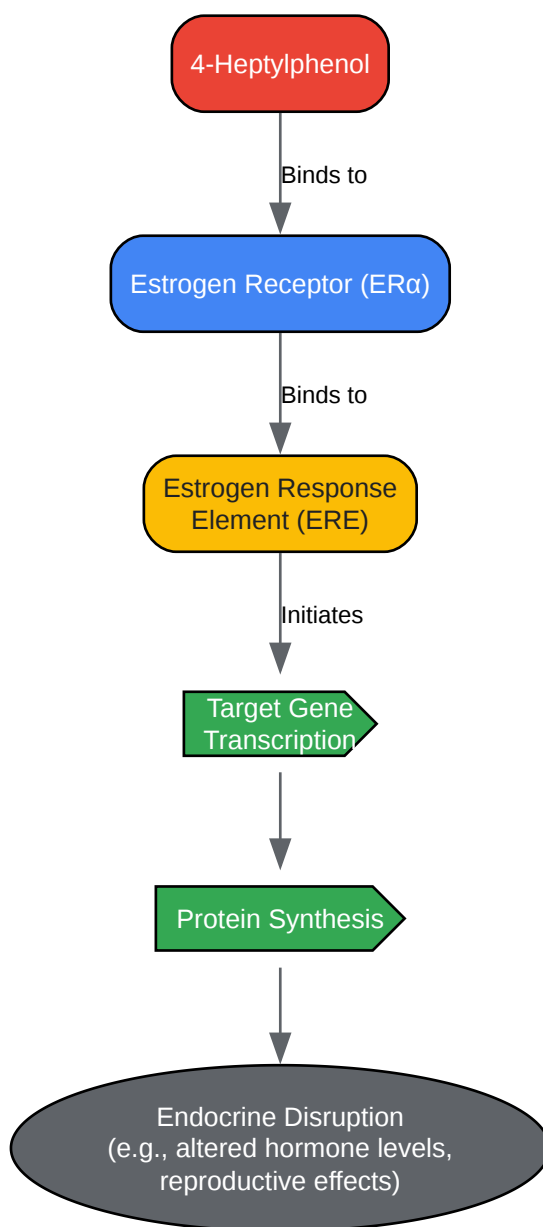 4-Heptylphenol
Binds to
Estrogen Receptor (ERα)
Binds to
Estrogen Response
Element (ERE)
Initiates
Target Gene
Transcription
Protein Synthesis
Endocrine Disruption
(e.g., altered hormone levels,
reproductive effects)